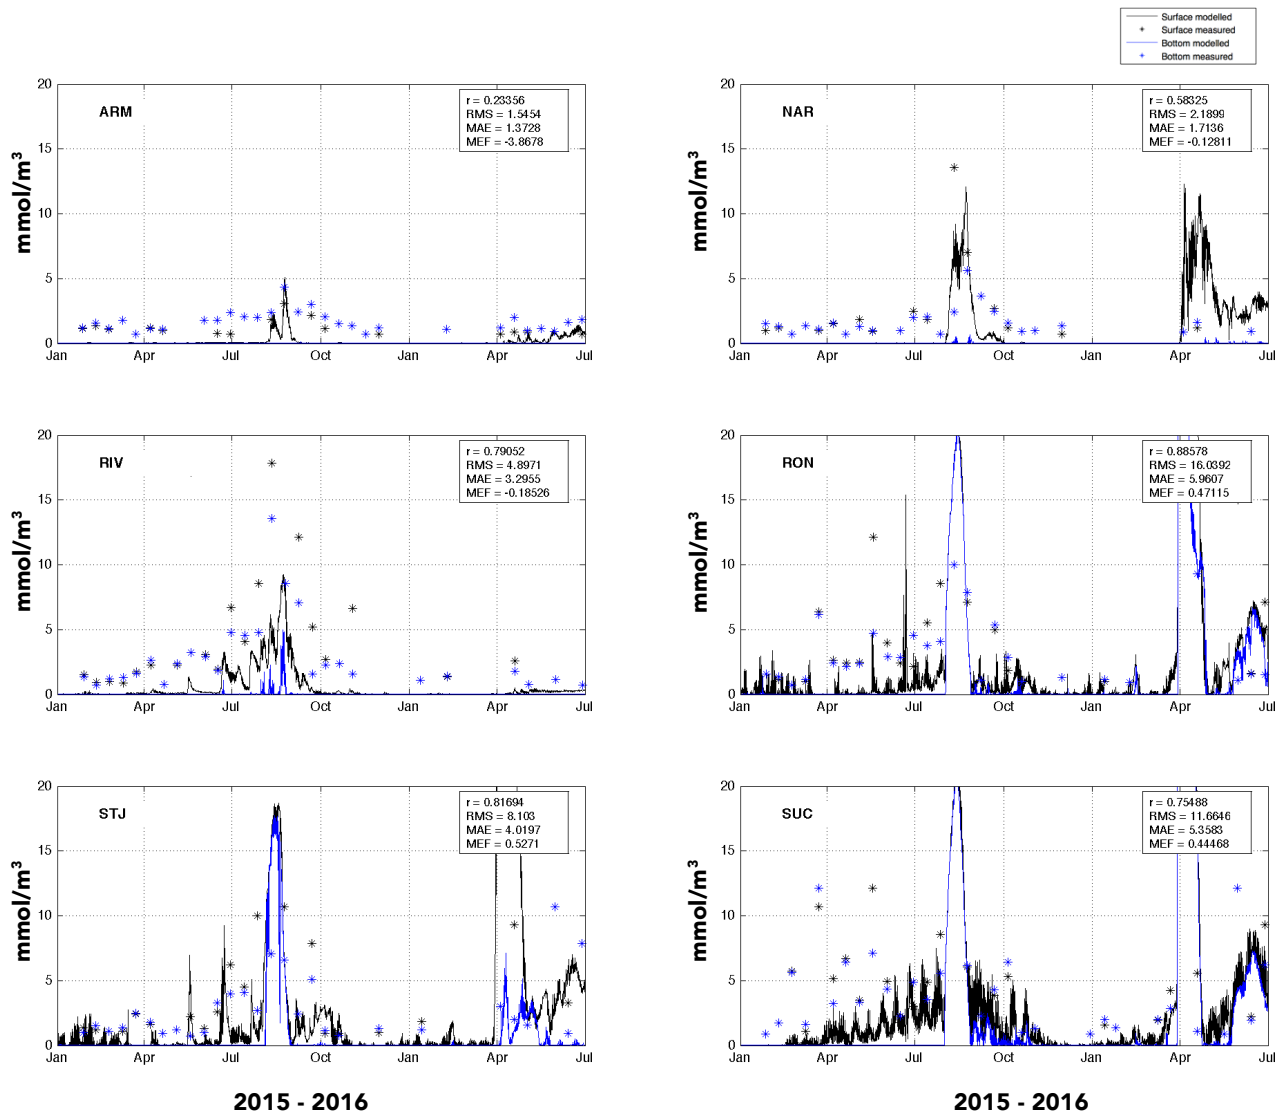 Surface modelled
Surface measured
Bottom modelled
Bottom measured
20
15
10
5
0
mmol/m³
ARM
r = 0.23356
RMS = 1.5454
MAE = 1.3728
MEF = -3.8678
Jan Apr Jul Oct Jan Apr Jul
20
15
10
5
0
mmol/m³
NAR
r = 0.58325
RMS = 2.1899
MAE = 1.7136
MEF = -0.12811
Jan Apr Jul Oct Jan Apr Jul
20
15
10
5
0
mmol/m³
RIV
r = 0.79052
RMS = 4.8971
MAE = 3.2955
MEF = -0.18526
Jan Apr Jul Oct Jan Apr Jul
20
15
10
5
0
mmol/m³
RON
r = 0.88578
RMS = 16.0392
MAE = 5.9607
MEF = 0.47115
Jan Apr Jul Oct Jan Apr Jul
20
15
10
5
0
mmol/m³
STJ
r = 0.81694
RMS = 8.103
MAE = 4.0197
MEF = 0.5271
Jan Apr Jul Oct Jan Apr Jul
2015 - 2016
20
15
10
5
0
mmol/m³
SUC
r = 0.75488
RMS = 11.6646
MAE = 5.3583
MEF = 0.44468
Jan Apr Jul Oct Jan Apr Jul
2015 - 2016